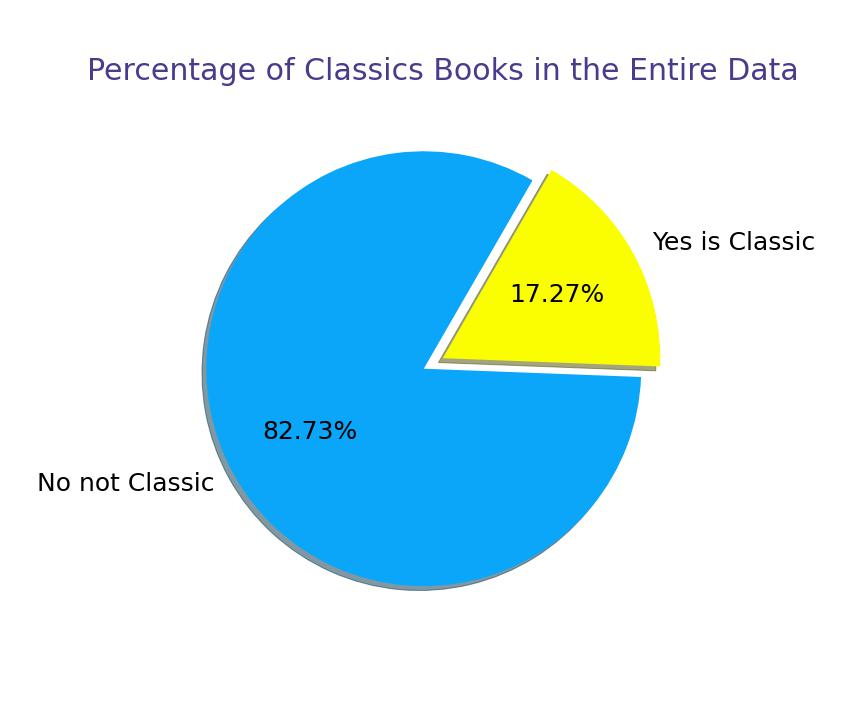 Percentage of Classics Books in the Entire Data
Yes is Classic
17.27%
82.73%
No not Classic